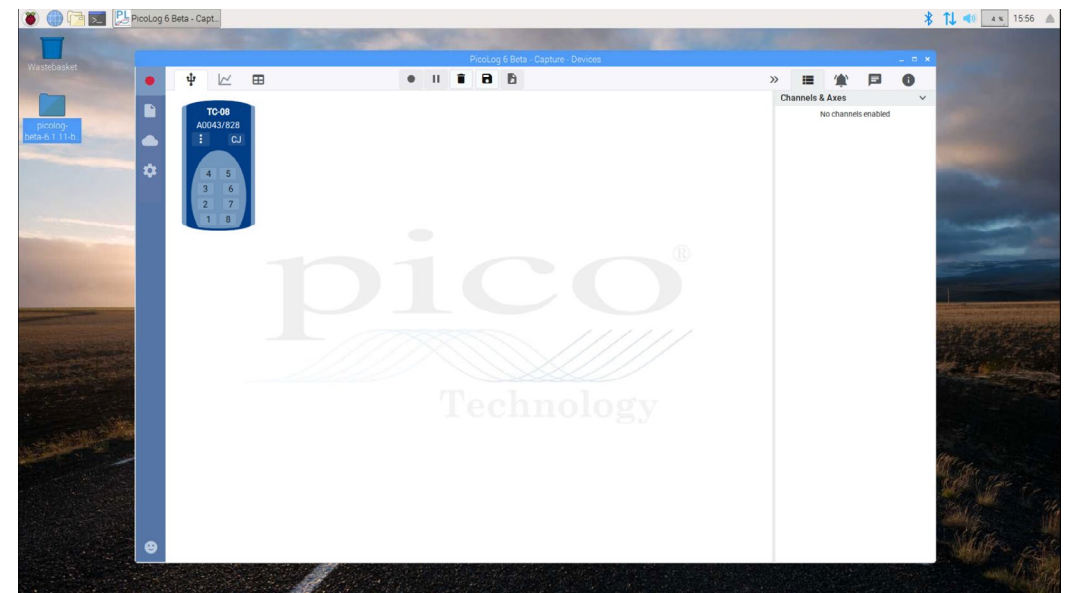 PicoLog 6 Beta - Capt...
4 %
15:56
Wastebasket
picolog-
beta-6.1.11-b...
PicoLog 6 Beta - Capture - Devices
Channels & Axes
No channels enabled
TC-08
A0043/828
CJ
4 5
3 6
2 7
1 8
pico®
Technology